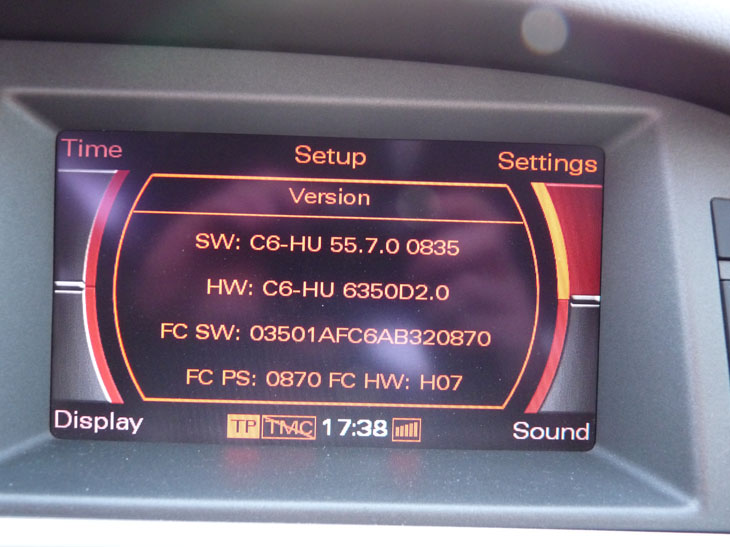 Time Setup Settings
Version
SW: C6-HU 55.7.0 0835
HW: C6-HU 6350D2.0
FC SW: 03501AFC6AB320870
FC PS: 0870 FC HW: H07
Display TP TMC 17:38 Sound